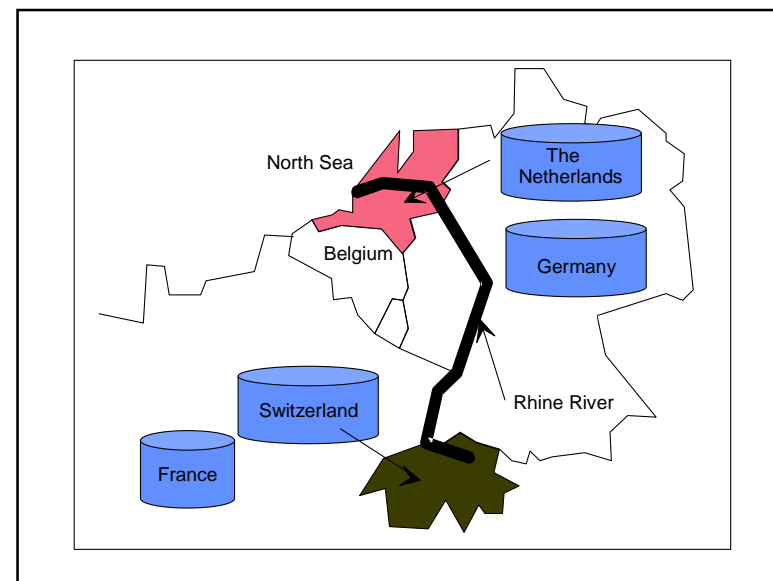 North Sea
The
Netherlands
Belgium
Germany
Switzerland
Rhine River
France